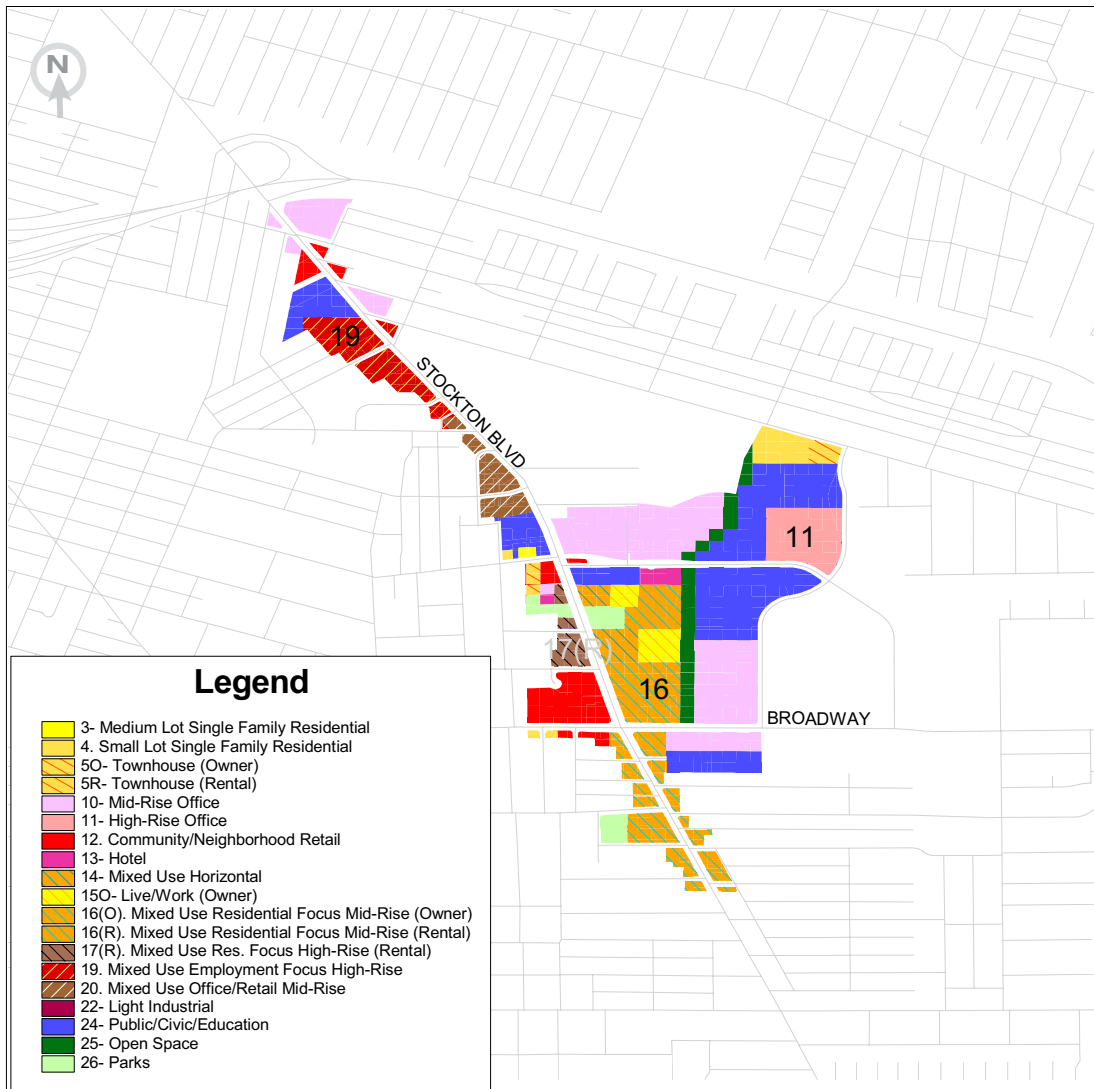 N
19
STOCKTON BLVD
11
17(R)
16
BROADWAY
Legend
3- Medium Lot Single Family Residential
4. Small Lot Single Family Residential
5O- Townhouse (Owner)
5R- Townhouse (Rental)
10- Mid-Rise Office
11- High-Rise Office
12. Community/Neighborhood Retail
13- Hotel
14- Mixed Use Horizontal
15O- Live/Work (Owner)
16(O). Mixed Use Residential Focus Mid-Rise (Owner)
16(R). Mixed Use Residential Focus Mid-Rise (Rental)
17(R). Mixed Use Res. Focus High-Rise (Rental)
19. Mixed Use Employment Focus High-Rise
20. Mixed Use Office/Retail Mid-Rise
22- Light Industrial
24- Public/Civic/Education
25- Open Space
26- Parks